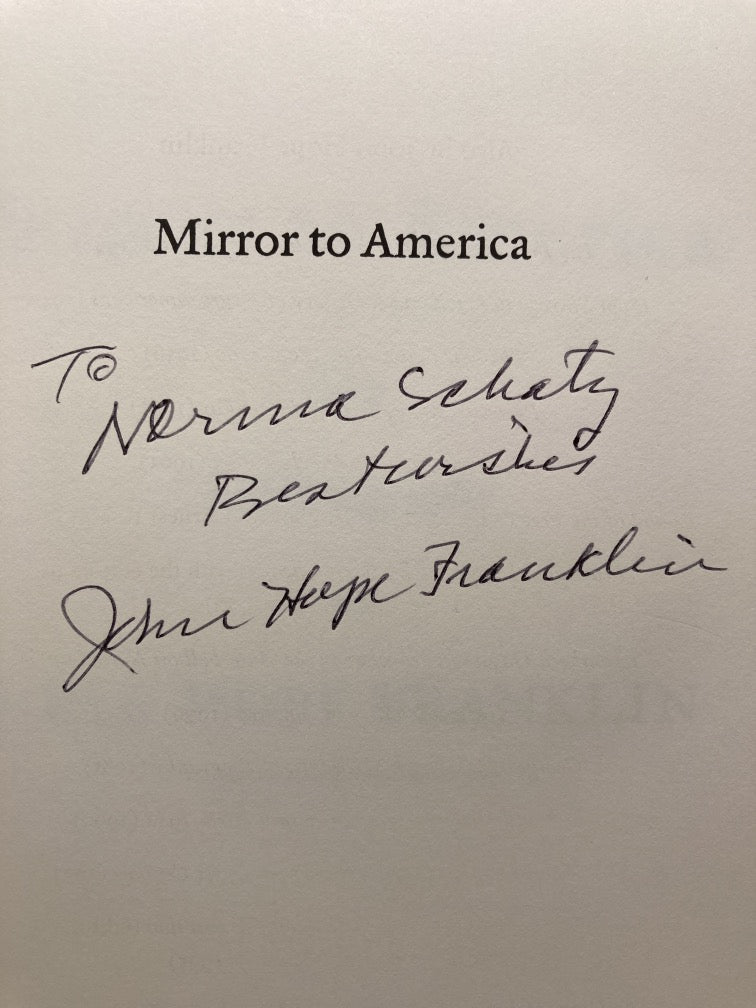 Mirror to America
To
Norma Schatz
Best wishes
John Hope Franklin